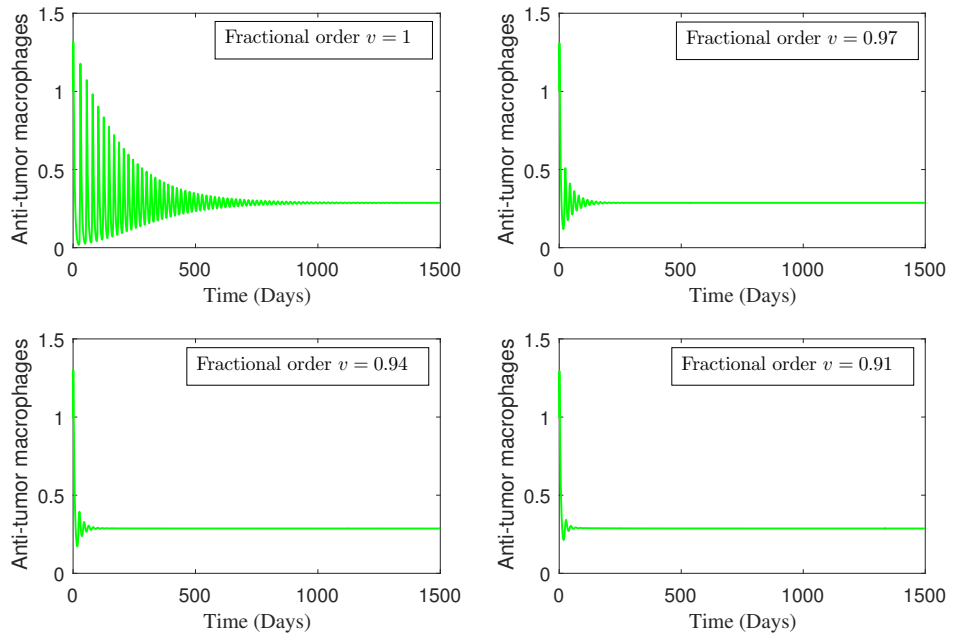 1.5
Fractional order v = 1
1
0.5
0
Anti-tumor macrophages
0
500
1000
1500
Time (Days)
1.5
Fractional order v = 0.97
1
0.5
0
Anti-tumor macrophages
0
500
1000
1500
Time (Days)
1.5
Fractional order v = 0.94
1
0.5
0
Anti-tumor macrophages
0
500
1000
1500
Time (Days)
1.5
Fractional order v = 0.91
1
0.5
0
Anti-tumor macrophages
0
500
1000
1500
Time (Days)